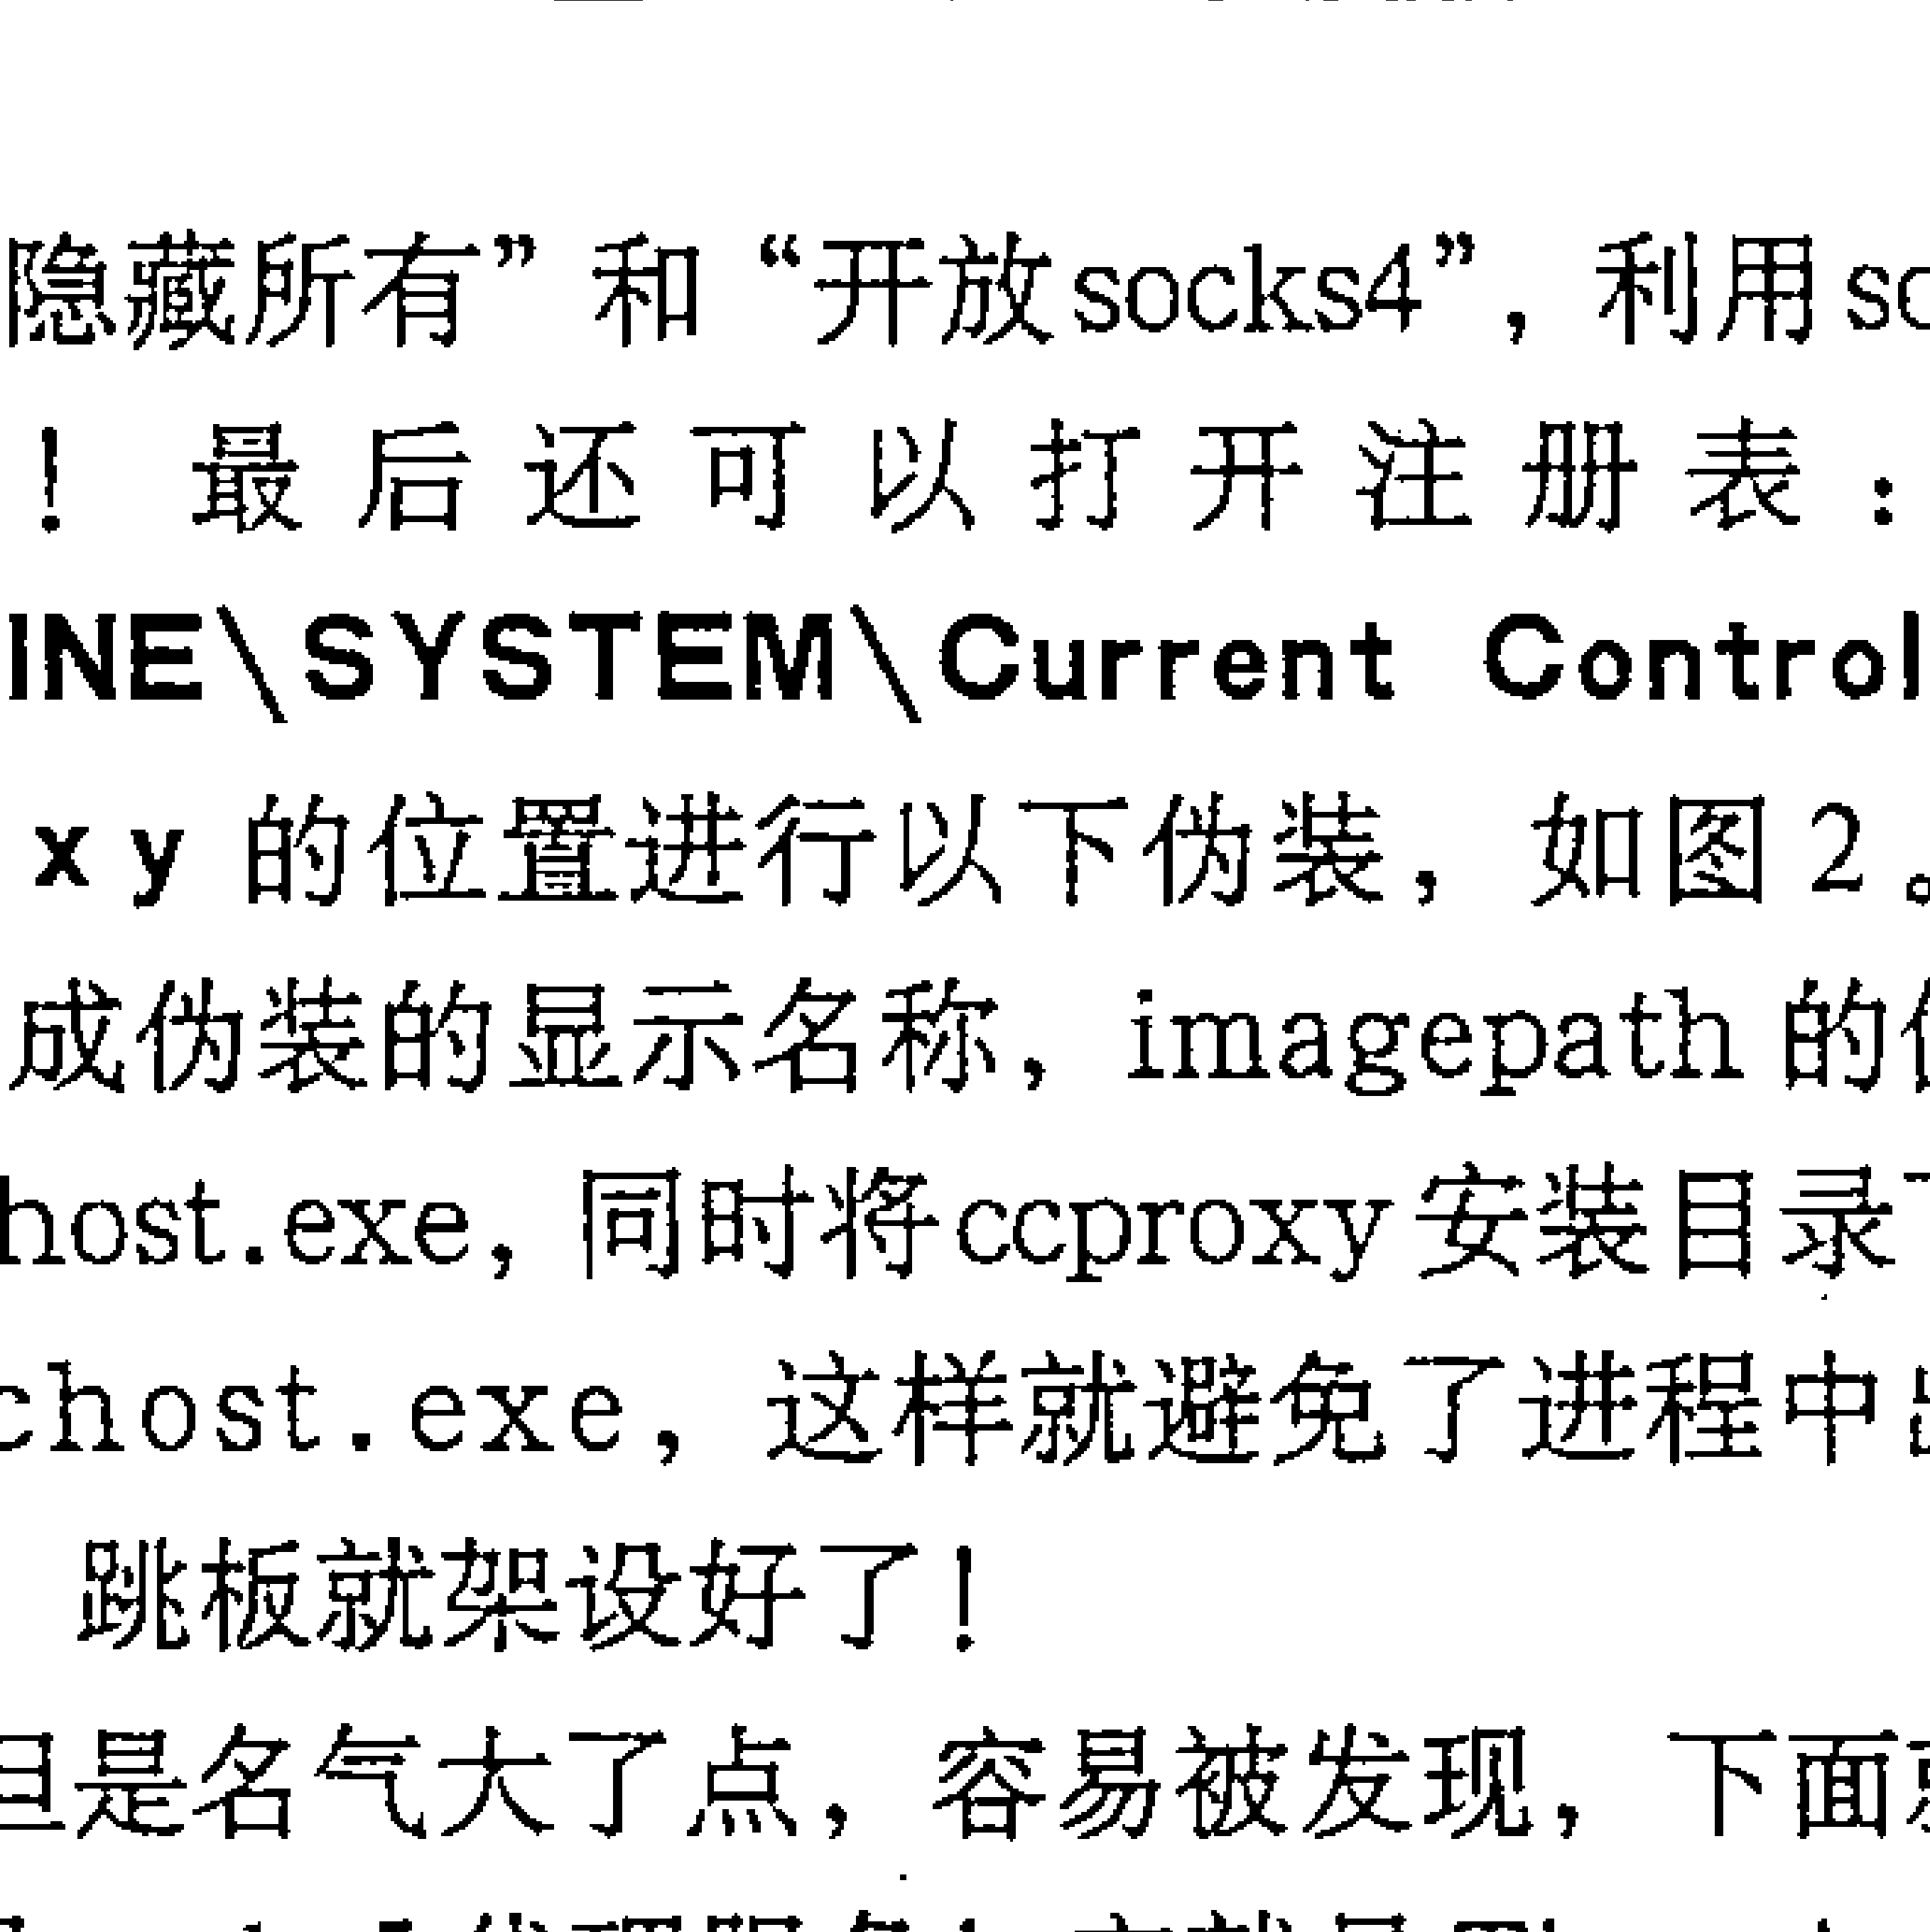 隐藏所有”和“开放socks4”，利用
！最后还可以打开注册表：
INE\SYSTEM\Current Control
xy的位置进行以下伪装，如图2。
成伪装的显示名称，imagepath的
host.exe，同时将ccproxy安装目录
chost.exe，这样就避免了进程中
跳板就架设好了！
但是名气大了点，容易被发现，下面